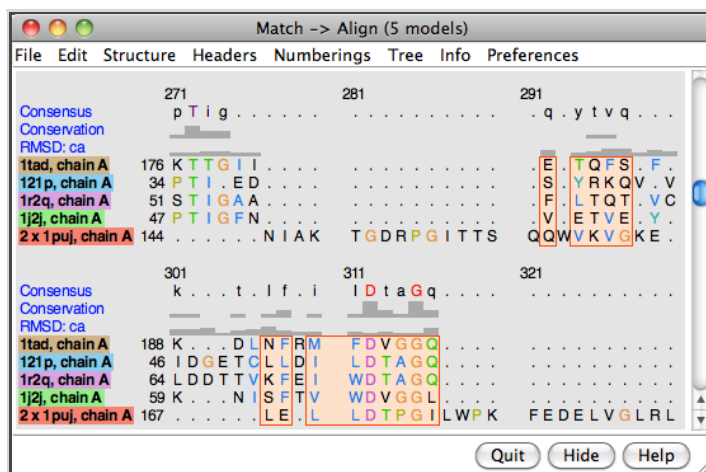 Match -> Align (5 models)
File Edit Structure Headers Numberings Tree Info Preferences
271 281 291
Consensus p T i g . . . . . . . . . . . . . . . . . q . y t v q . . .
Conservation
RMSD: ca
1tad, chain A 176 K T T G I I . . . . . . . . . . . . . . E . T Q F S . F .
121p, chain A 34 P T I . E D . . . . . . . . . . . . . . S . Y R K Q V . V
1r2q, chain A 51 S T I G A A . . . . . . . . . . . . . . F . L T Q T . V C
1j2j, chain A 47 P T I G F N . . . . . . . . . . . . . . V . E T V E . Y .
2 x 1puj, chain A 144 . . . . . . N I A K T G D R P G I T T S Q Q W V K V G K E .
301 311 321
Consensus k . . . t . l f . i l D t a G q . . . . . . . . . . . . . .
Conservation
RMSD: ca
1tad, chain A 188 K . . . D L N F R M F D V G G Q . . . . . . . . . . . . . .
121p, chain A 46 I D G E T C L L D I L D T A G Q . . . . . . . . . . . . . .
1r2q, chain A 64 L D D T T V K F E I W D T A G Q . . . . . . . . . . . . . .
1j2j, chain A 59 K . . . N I S F T V W D V G G L . . . . . . . . . . . . . .
2 x 1puj, chain A 167 . . . . . . L E . L L D T P G I L W P K F E D E L V G L R L
Quit Hide Help